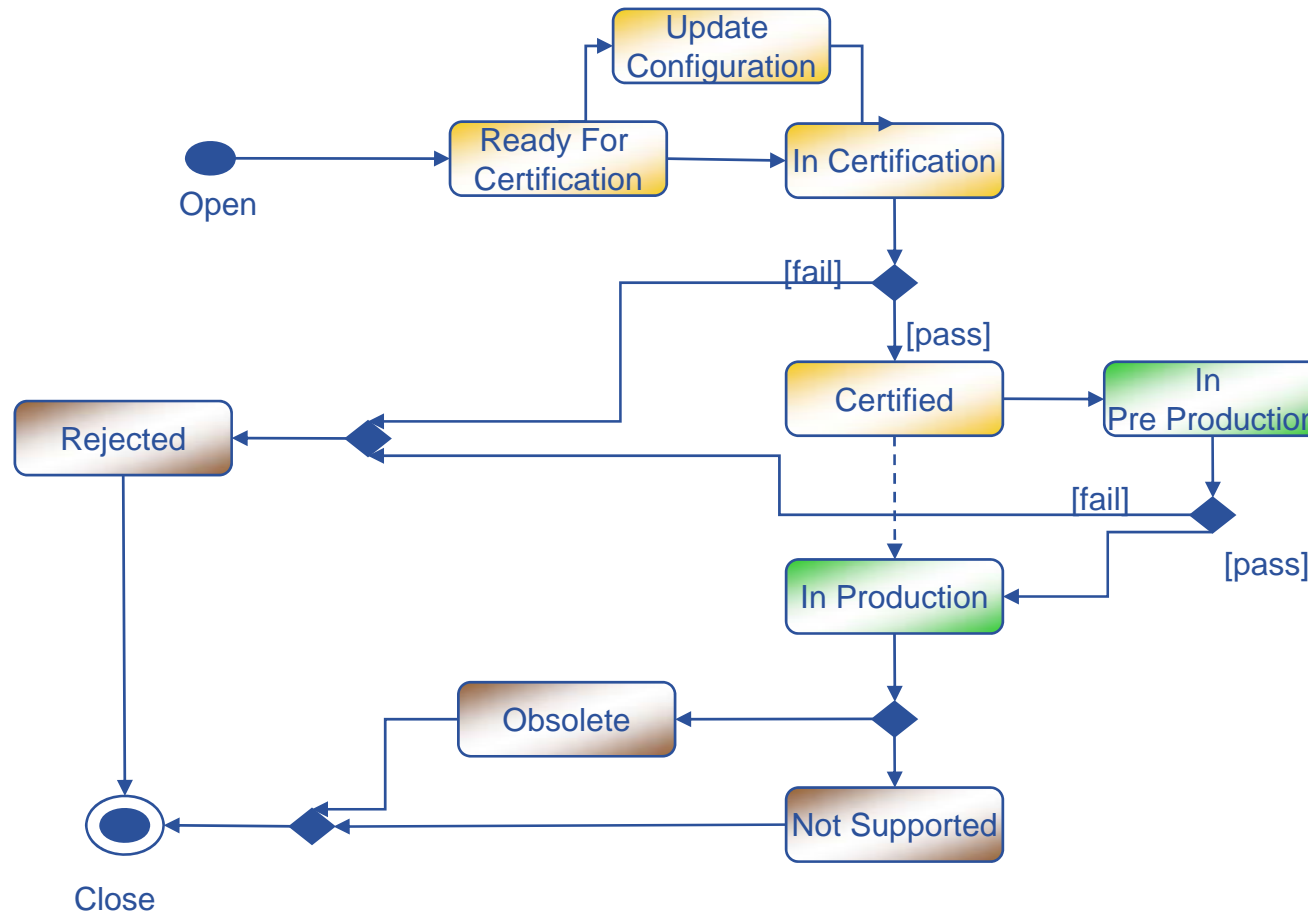 Update
Configuration
Ready For
Certification
In Certification
Open
[fail]
[pass]
Certified
In
Pre Production
Rejected
[fail]
[pass]
In Production
Obsolete
Not Supported
Close